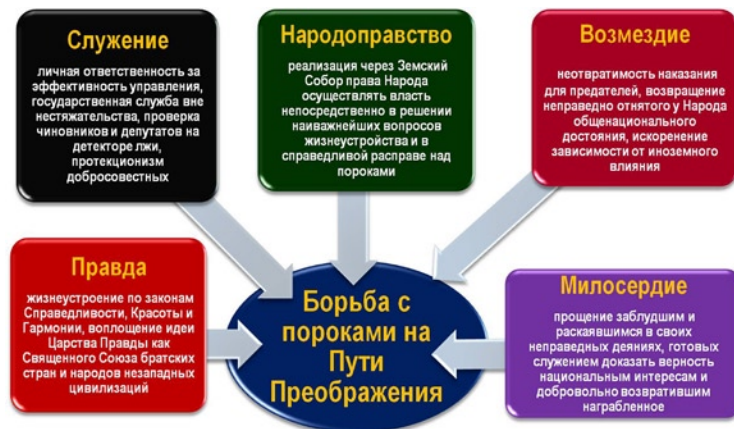 Служение
личная ответственность за
эффективность управления,
государственная служба вне
нестяжательства, проверка
чиновников и депутатов на
детекторе лжи,
протекционизм
добросовестных
Народоправство
реализация через Земский
Собор права Народа
осуществлять власть
непосредственно в решении
наиважнейших вопросов
жизнеустройства и в
справедливой расправе над
пороками
Возмездие
неотвратимость наказания
для предателей, возвращение
неправедно отнятого у Народа
общенационального
достояния, искоренение
зависимости от иноземного
влияния
Правда
жизнеустроение по законам
Справедливости, Красоты и
Гармонии, воплощение идеи
Царства Правды как
Священного Союза братских
стран и народов незападных
цивилизаций
Борьба с
пороками на
Пути
Преображения
Милосердие
прощение заблудшим и
раскаявшимся в своих
неправедных деяниях, готовых
служением доказать верность
национальным интересам и
добровольно возвратившим
награбленное